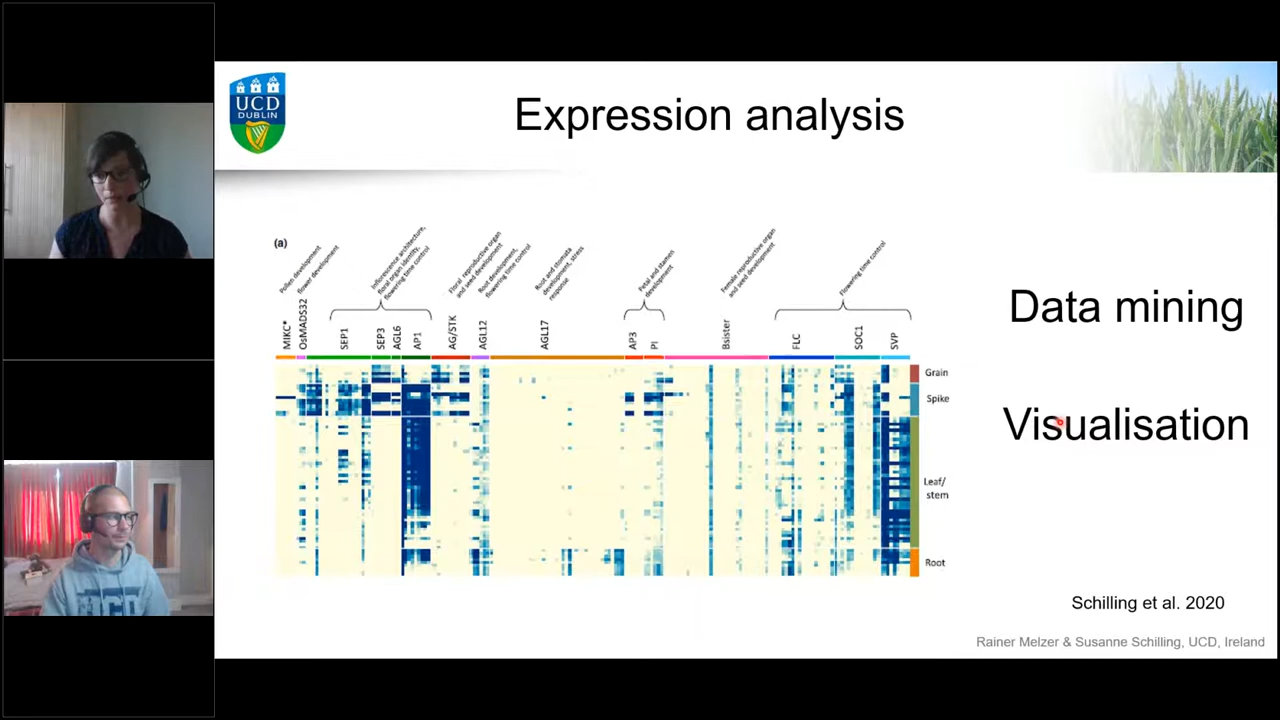 UCD
DUBLIN
Expression analysis
(a)
Pollen development
flower development
Inflorescence architecture,
floral organ identity,
flowering time control
Floral reproductive organ
and seed development
Root development,
flowering time control
Root and stomata
development, stress
response
Petal and stamen
development
Female reproductive organ
and seed development
Flowering time control
MIKC*
OsMADS32
SEP1
SEP3
AGL6
AP1
AG/STK
AGL12
AGL17
AP3
PI
Bsister
FLC
SOC1
SVP
Grain
Spike
Leaf/
stem
Root
Data mining
Visualisation
Schilling et al. 2020
Rainer Melzer & Susanne Schilling, UCD, Ireland
UCD